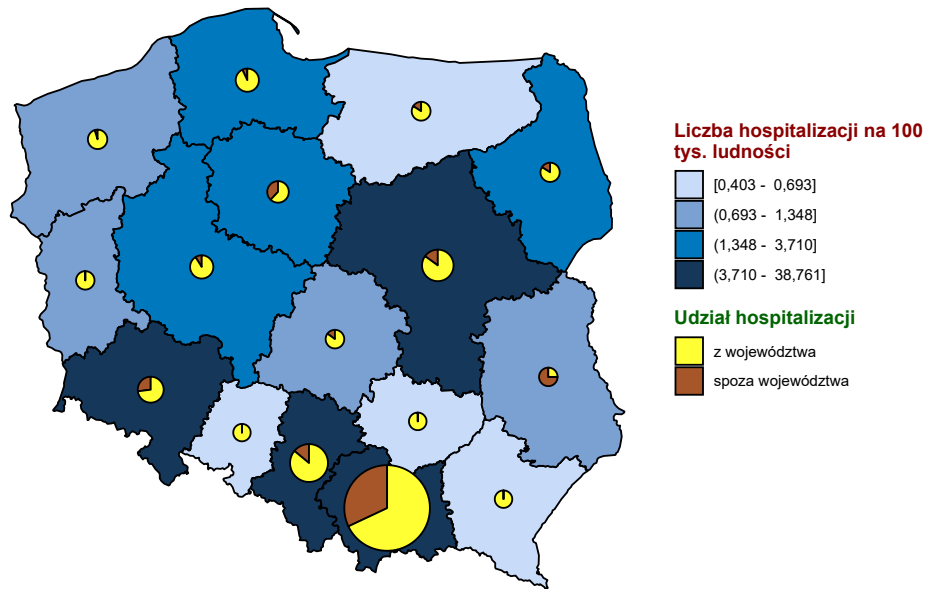 Liczba hospitalizacji na 100
tys. ludności
[0,403 - 0,693]
(0,693 - 1,348]
(1,348 - 3,710]
(3,710 - 38,761]
Udział hospitalizacji
z województwa
spoza województwa